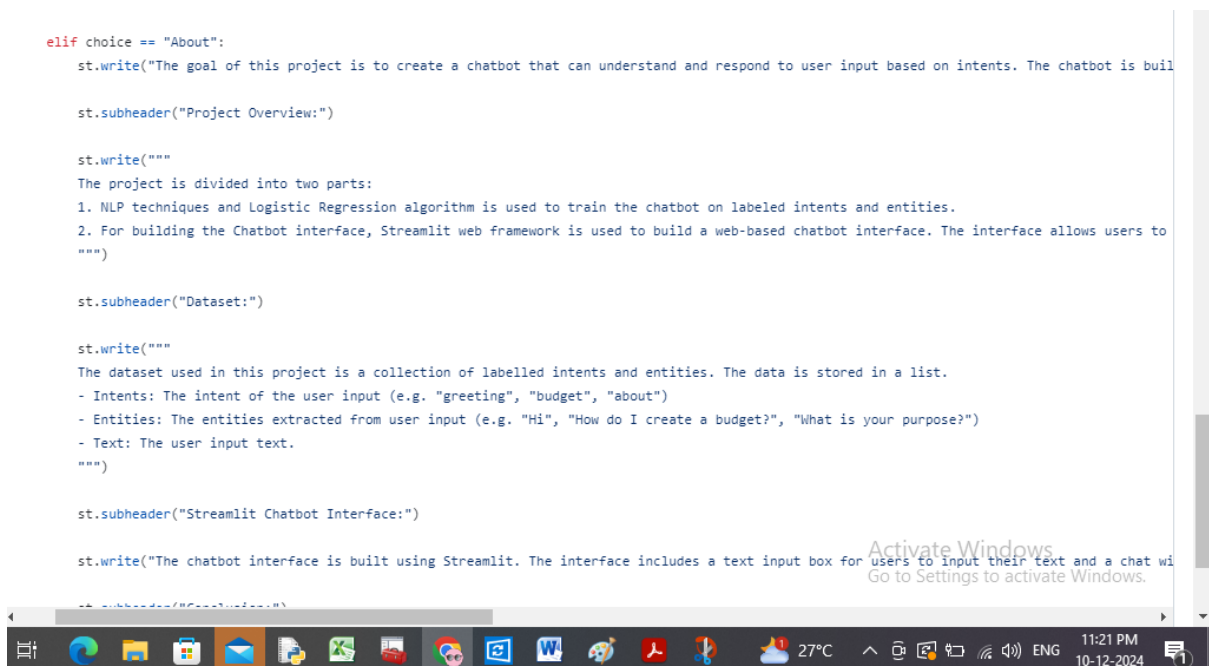 elif choice == "About":
st.write("The goal of this project is to create a chatbot that can understand and respond to user input based on intents. The chatbot is buil
st.subheader("Project Overview:")
st.write("""
The project is divided into two parts:
1. NLP techniques and Logistic Regression algorithm is used to train the chatbot on labeled intents and entities.
2. For building the Chatbot interface, Streamlit web framework is used to build a web-based chatbot interface. The interface allows users to
""")
st.subheader("Dataset:")
st.write("""
The dataset used in this project is a collection of labelled intents and entities. The data is stored in a list.
- Intents: The intent of the user input (e.g. "greeting", "budget", "about")
- Entities: The entities extracted from user input (e.g. "Hi", "How do I create a budget?", "What is your purpose?")
- Text: The user input text.
""")
st.subheader("Streamlit Chatbot Interface:")
st.write("The chatbot interface is built using Streamlit. The interface includes a text input box for users to input their text and a chat wi
Activate Windows
Go to Settings to activate Windows.
st.subheader("Conclusion:")
27°C
ENG
11:21 PM
10-12-2024